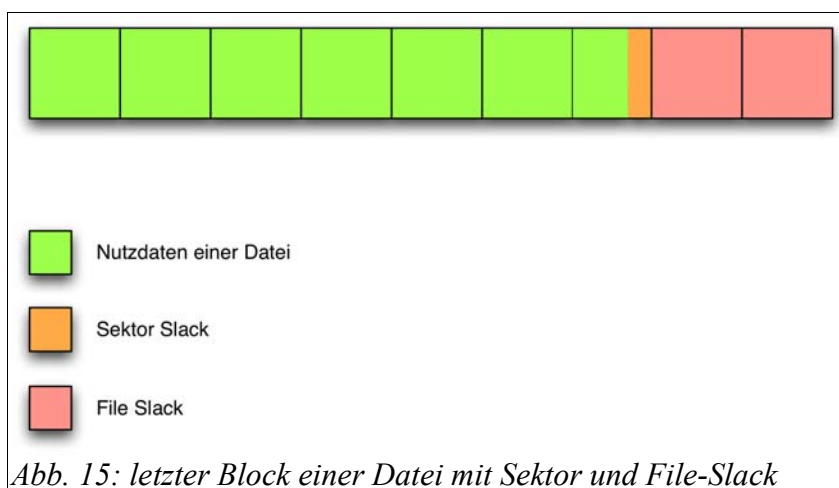 Nutzdaten einer Datei
Sektor Slack
File Slack
Abb. 15: letzter Block einer Datei mit Sektor und File-Slack